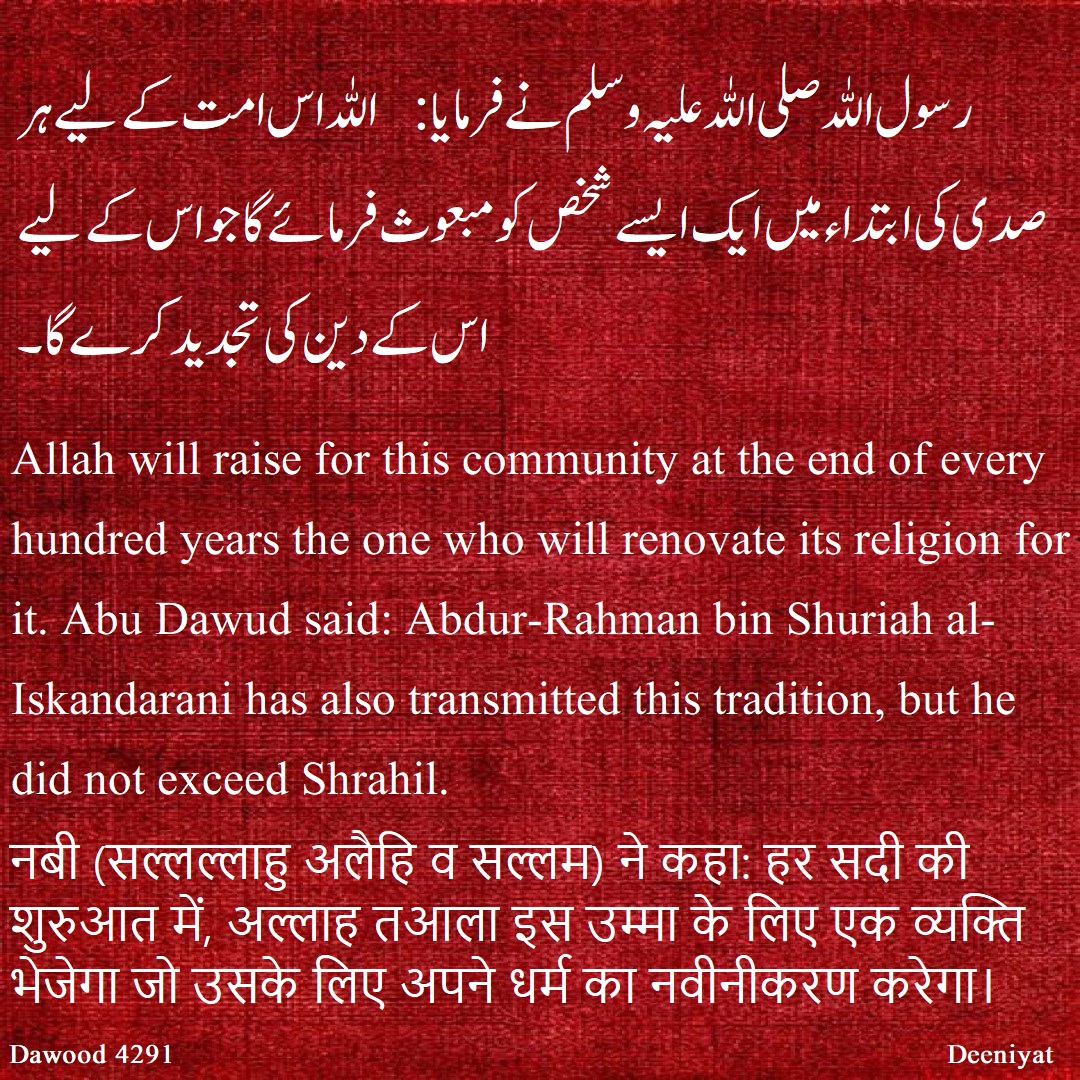 رسول اللہ صلی اللہ علیہ وسلم نے فرمایا: اللہ اس امت کے لیے ہر
صدی کی ابتداء میں ایک ایسے شخص کو مبعوث فرمائے گا جو اس کے لیے
اس کے دین کی تجدید کرے گا۔
Allah will raise for this community at the end of every
hundred years the one who will renovate its religion for
it. Abu Dawud said: Abdur-Rahman bin Shuriah al-
Iskandarani has also transmitted this tradition, but he
did not exceed Shrahil.
नबी (सल्लल्लाहु अलैहि व सल्लम) ने कहा: हर सदी की
शुरुआत में, अल्लाह तआला इस उम्मा के लिए एक व्यक्ति
भेजेगा जो उसके लिए अपने धर्म का नवीनीकरण करेगा।
Dawood 4291 Deeniyat